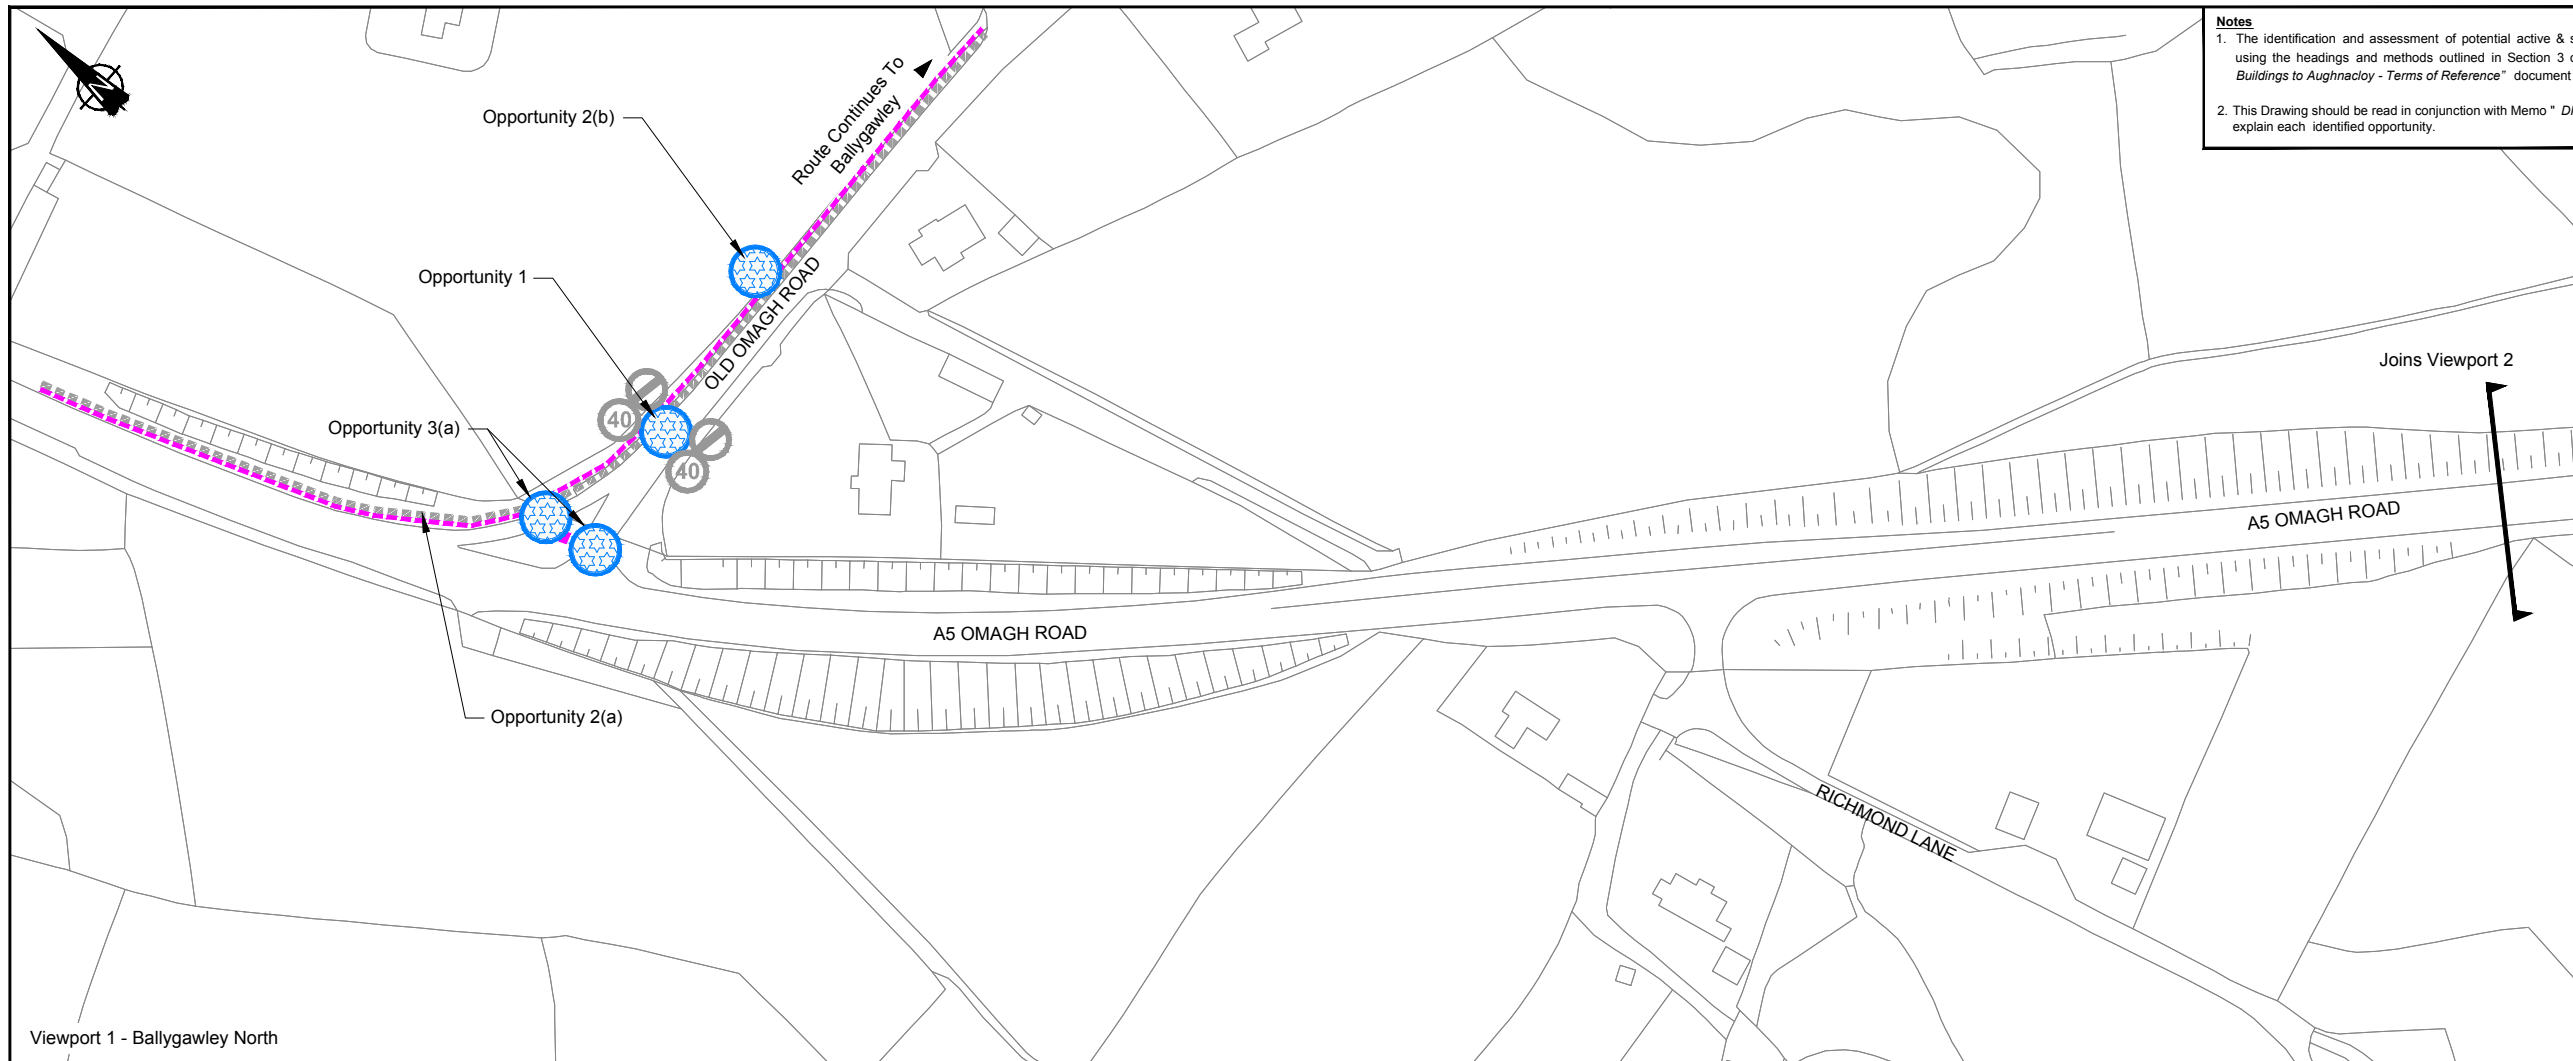 Notes
1. The identification and assessment of potential active &
using the headings and methods outlined in Section 3
Buildings to Aughnacloy - Terms of Reference" document
2. This Drawing should be read in conjunction with Memo "
explain each identified opportunity.
Route Continues To
Ballygawley
Opportunity 2(b)
Opportunity 1
OLD OMAGH ROAD
Joins Viewport 2
40
Opportunity 3(a)
40
A5 OMAGH ROAD
A5 OMAGH ROAD
Opportunity 2(a)
RICHMOND LANE
Viewport 1 - Ballygawley North